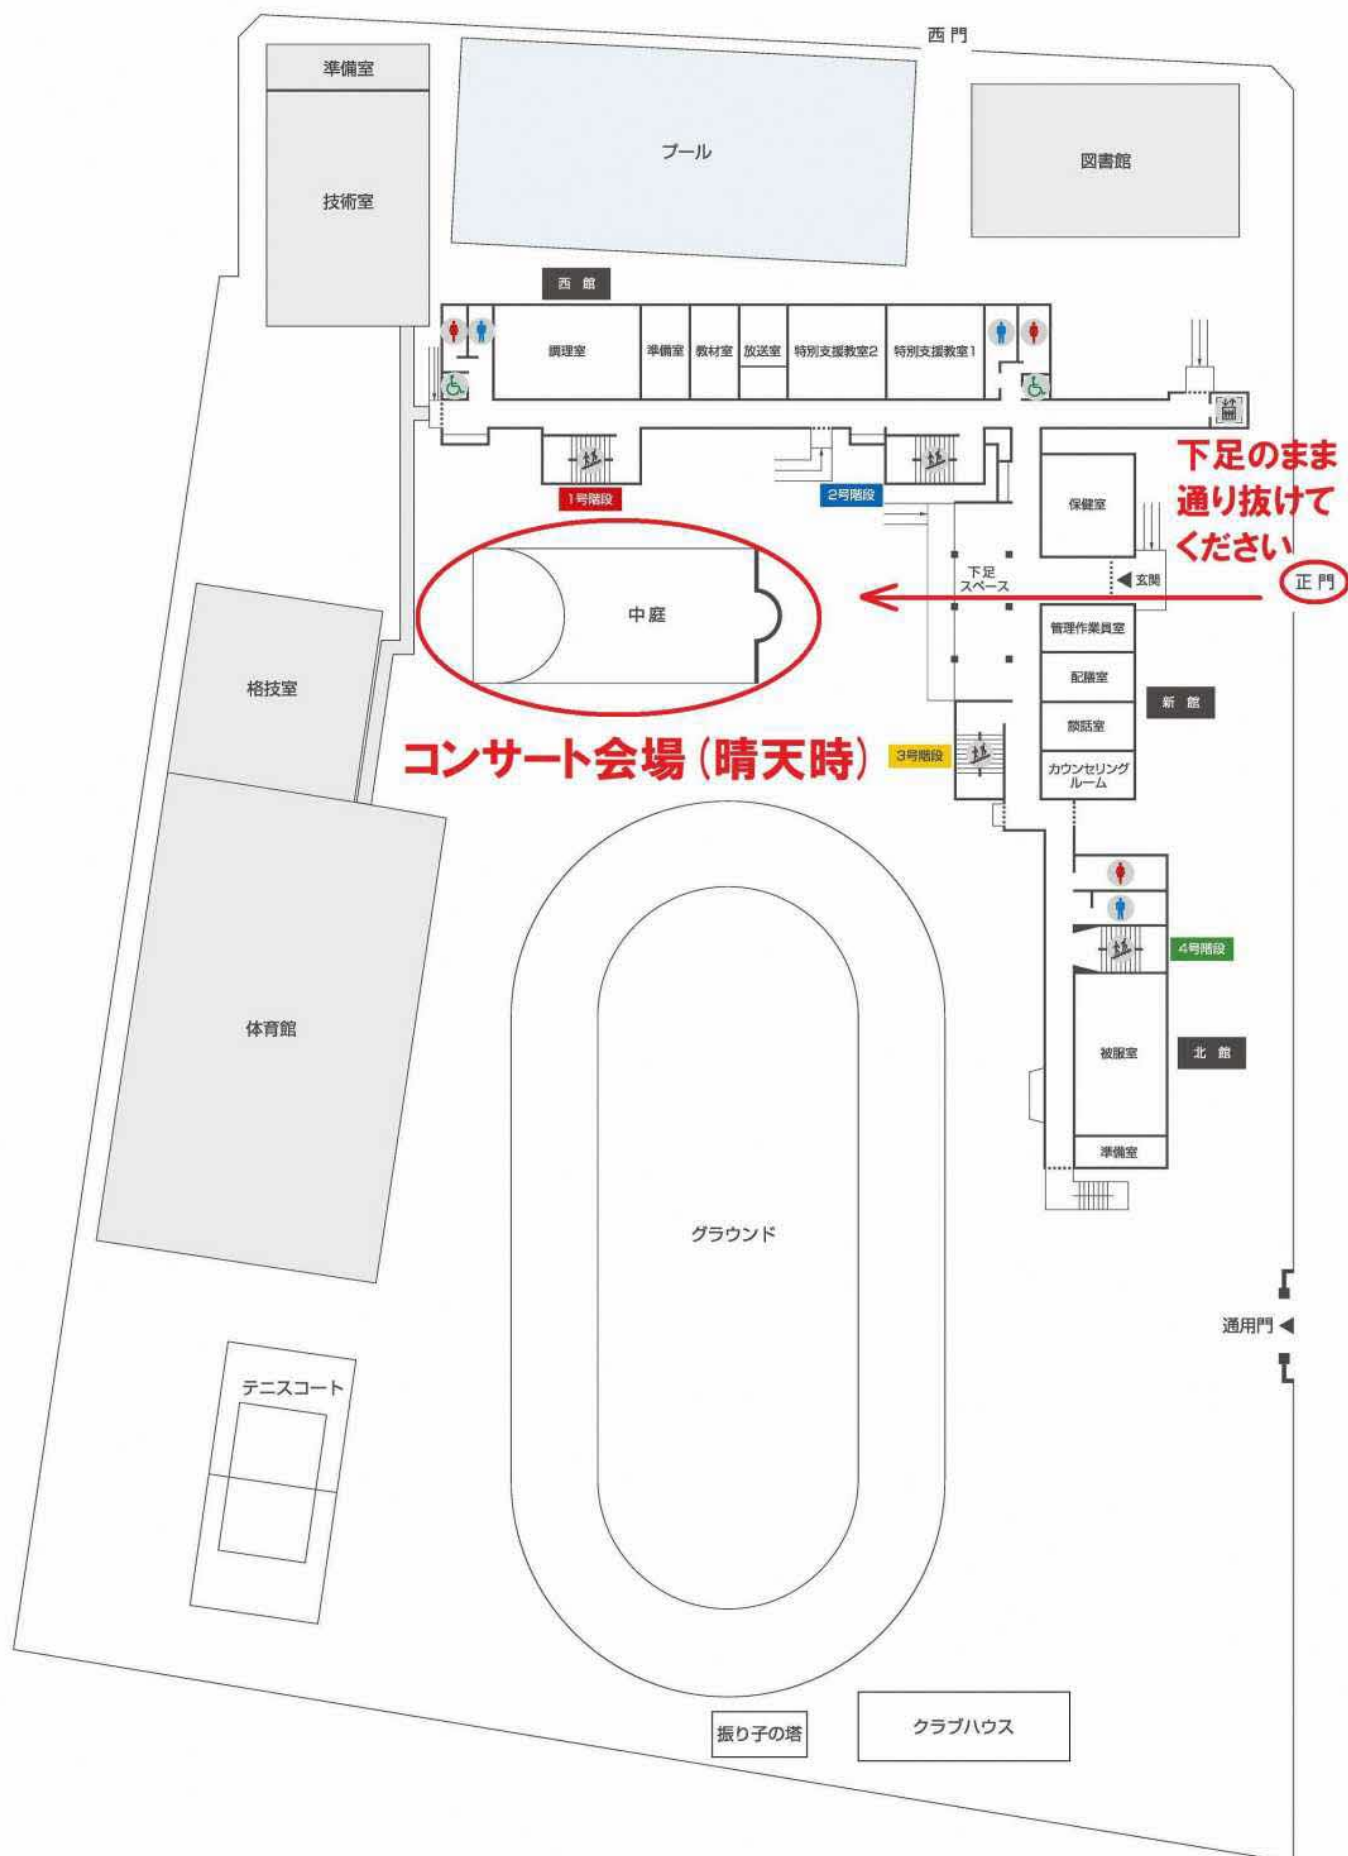 西門
準備室
プール
図書館
技術室
西 館
調理室
準備室
教材室
放送室
特別支援教室2
特別支援教室1
1号階段
2号階段
下足のまま
通り抜けて
ください
保健室
下足
スペース
玄関
正門
中庭
管理作業員室
配膳室
談話室
カウンセリング
ルーム
新 館
格技室
コンサート会場(晴天時)
3号階段
4号階段
体育館
被服室
北 館
準備室
グラウンド
通用門
テニスコート
振り子の塔
クラブハウス